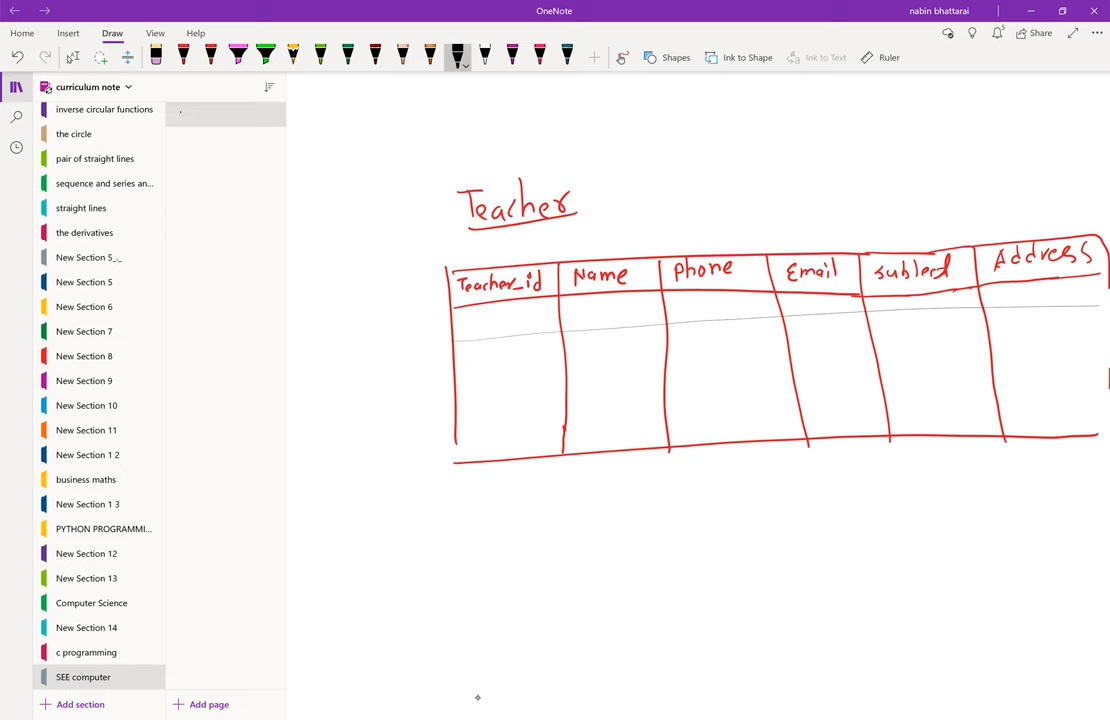 OneNote
nabin bhattarai
Home Insert Draw View Help
Share
Shapes Ink to Shape Ink to Text Ruler
curriculum note
inverse circular functions
the circle
pair of straight lines
sequence and series an...
straight lines
the derivatives
New Section 5_._
New Section 5
New Section 6
New Section 7
New Section 8
New Section 9
New Section 10
New Section 11
New Section 1 2
business maths
New Section 1 3
PYTHON PROGRAMMI...
New Section 12
New Section 13
Computer Science
New Section 14
c programming
SEE computer
Add section
Add page
Teacher
Teacher_id Name Phone Email Address